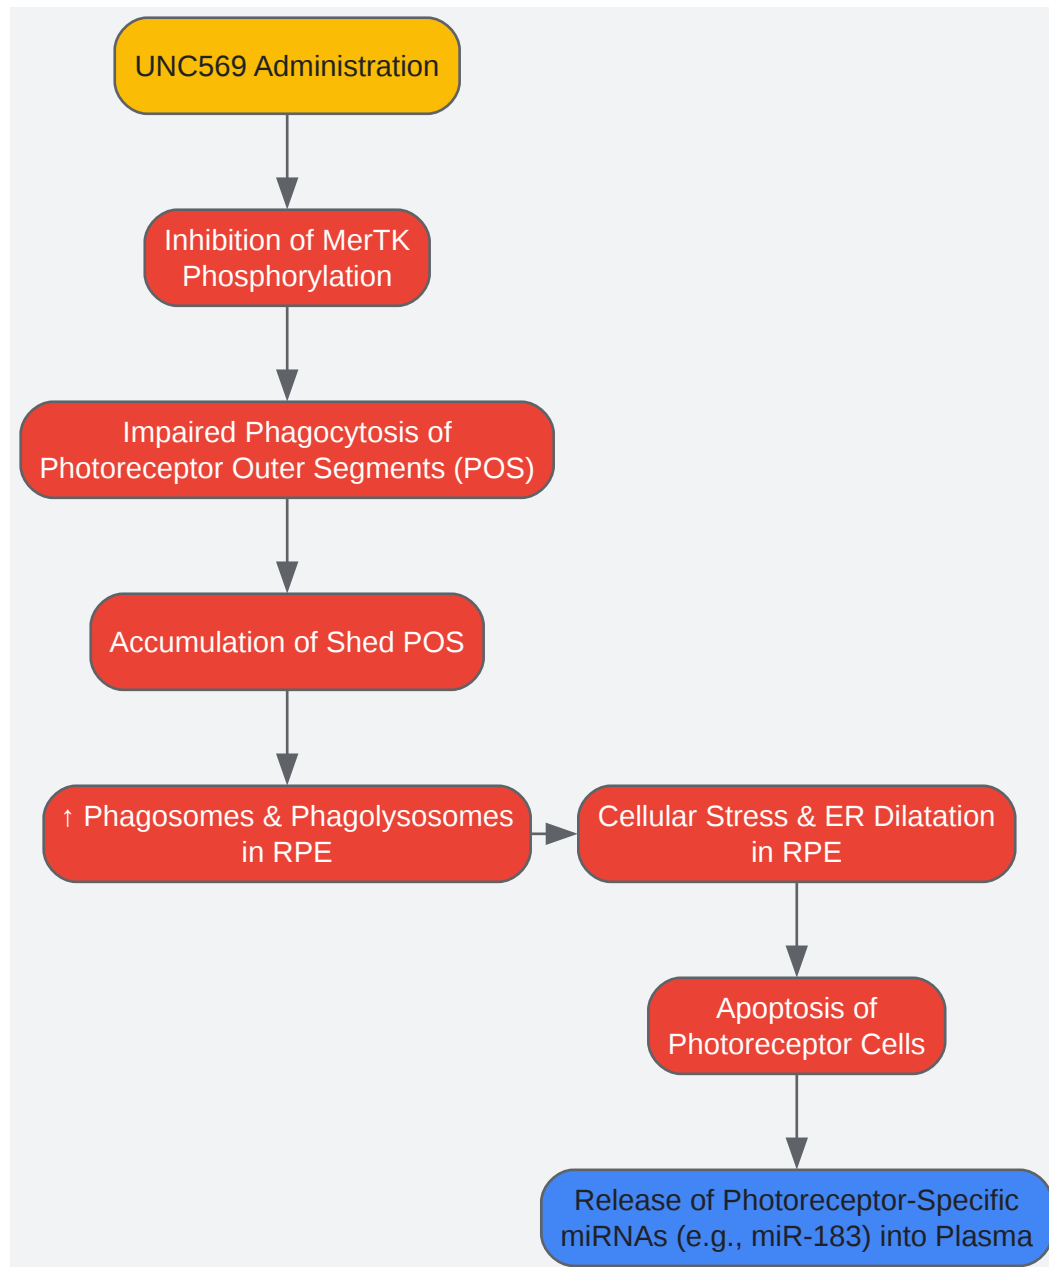 UNC569 Administration
Inhibition of MerTK
Phosphorylation
Impaired Phagocytosis of
Photoreceptor Outer Segments (POS)
Accumulation of Shed POS
↑ Phagosomes & Phagolysosomes
in RPE
Cellular Stress & ER Dilatation
in RPE
Apoptosis of
Photoreceptor Cells
Release of Photoreceptor-Specific
miRNAs (e.g., miR-183) into Plasma